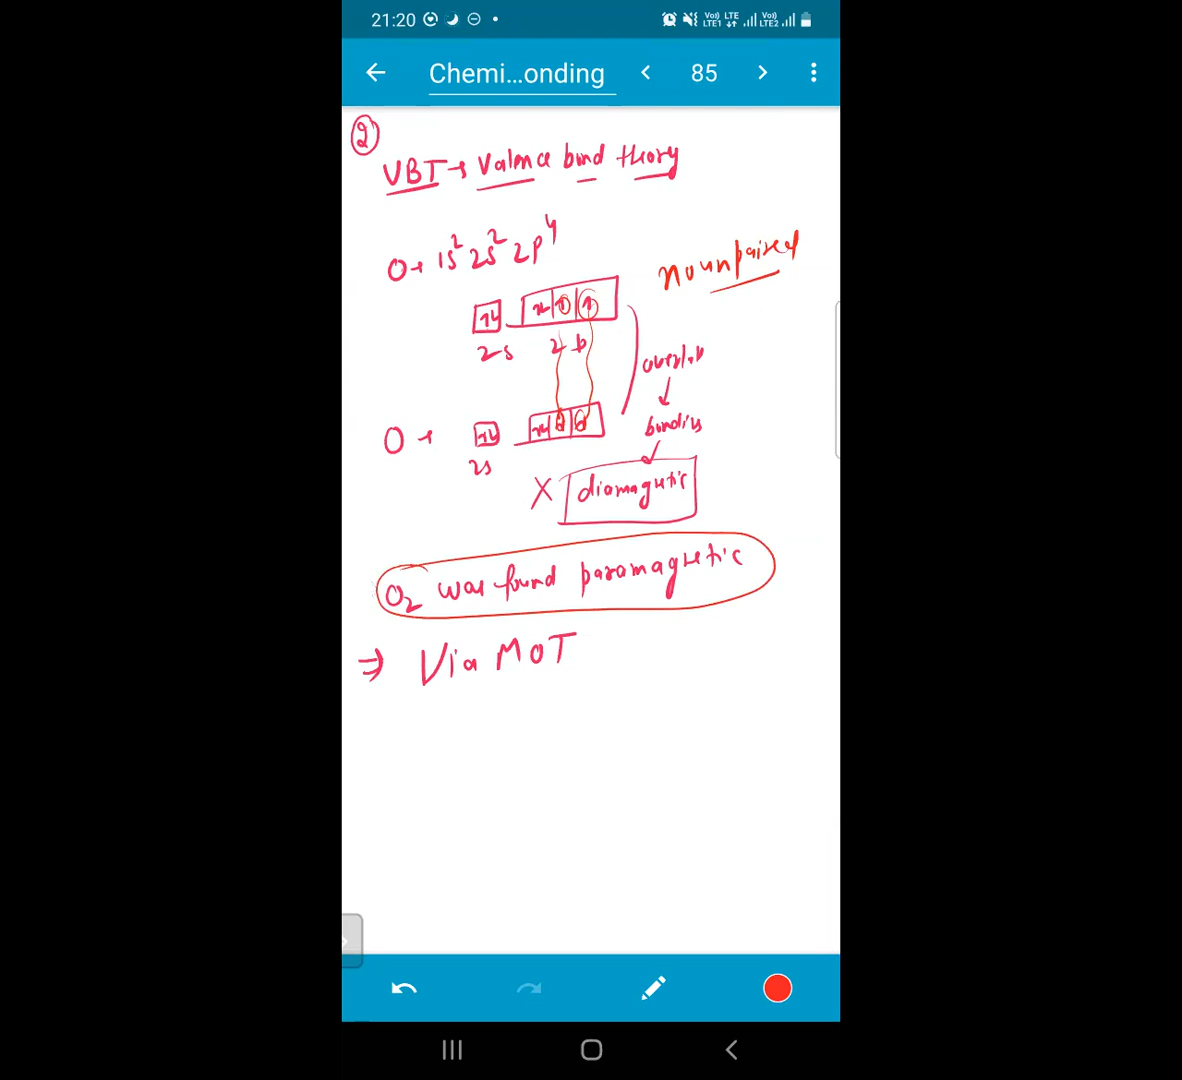 21:20
Chemi...onding 85
②
VBT → Valence bond theory
O → 1s² 2s² 2p⁴
no unpaired
2s 2p
overlap
↓
O →
bonding
2s
X diamagnetic
O₂ was found paramagnetic
⇒ Via MOT